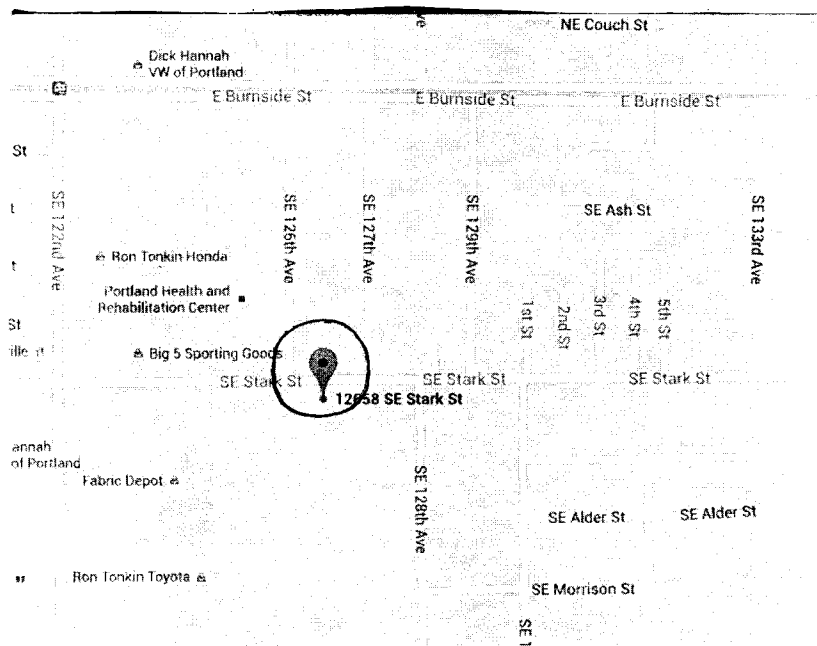 NE Couch St
Dick Hannah
VW of Portland
E Burnside St
E Burnside St
E Burnside St
St
SE 122nd Ave
SE 126th Ave
SE 127th Ave
SE 129th Ave
SE Ash St
SE 133rd Ave
Ron Tonkin Honda
Portland Health and
Rehabilitation Center
1st St
2nd St
3rd St
4th St
5th St
St
Big 5 Sporting Goods
SE Stark St
SE Stark St
SE Stark St
12658 SE Stark St
of Portland
Fabric Depot
SE 128th Ave
SE Alder St
SE Alder St
Ron Tonkin Toyota
SE Morrison St
SE 1